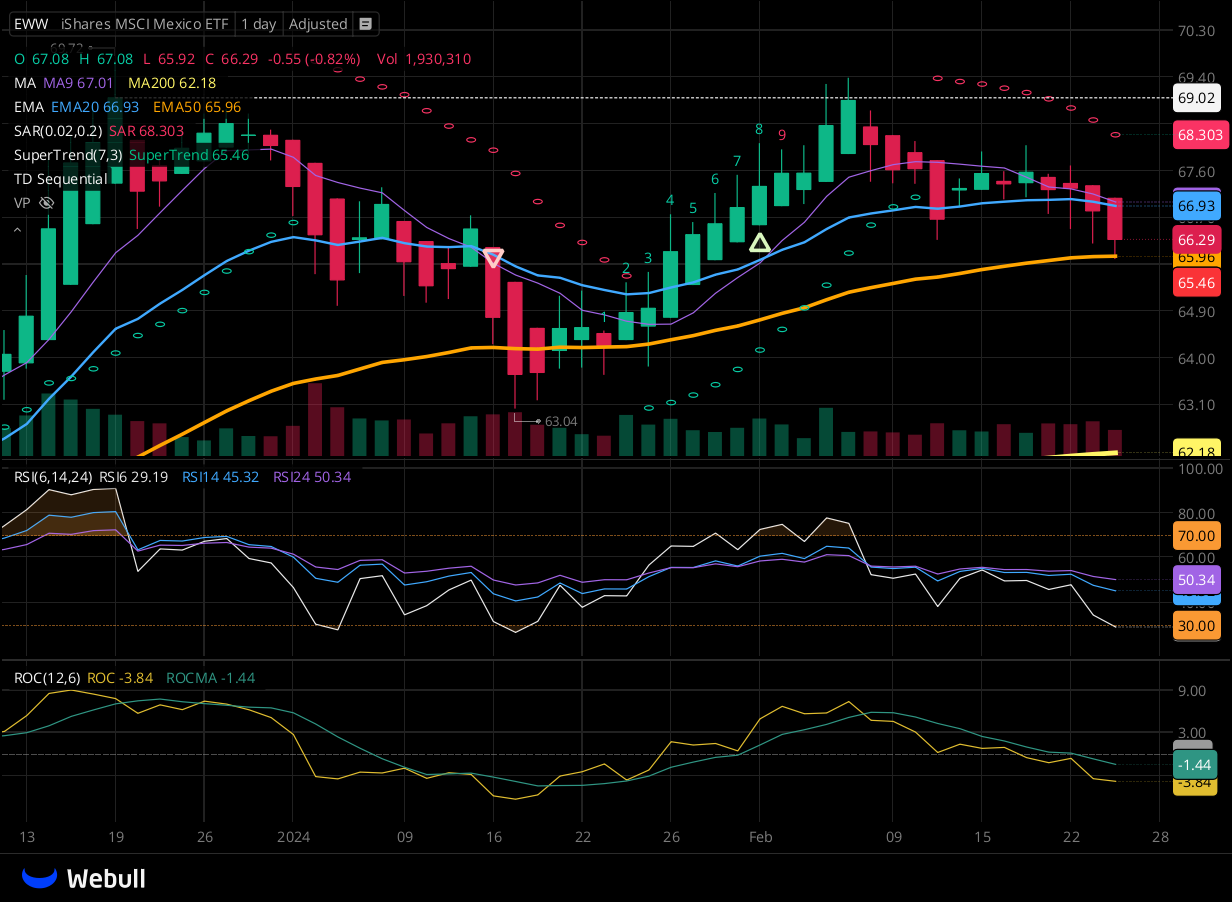 EWW iShares MSCI Mexico ETF 1 day Adjusted
70.30
O 67.08 H 67.08 L 65.92 C 66.29 -0.55 (-0.82%) Vol 1,930,310
69.40
MA MA9 67.01 MA200 62.18
69.02
EMA EMA20 66.93 EMA50 65.96
SAR(0.02,0.2) SAR 68.303
68.303
8 9
SuperTrend(7,3) SuperTrend 65.46
7
67.60
TD Sequential
6
VP
4 5
66.93
66.29
65.96
3
2
65.46
1
64.90
64.00
63.10
63.04
62.18
RSI(6,14,24) RSI6 29.19 RSI14 45.32 RSI24 50.34
100.00
80.00
70.00
60.00
50.34
30.00
ROC(12,6) ROC -3.84 ROCMA -1.44
9.00
3.00
-1.44
-3.84
13 19 26 2024 09 16 22 26 Feb 09 15 22 28
Webull